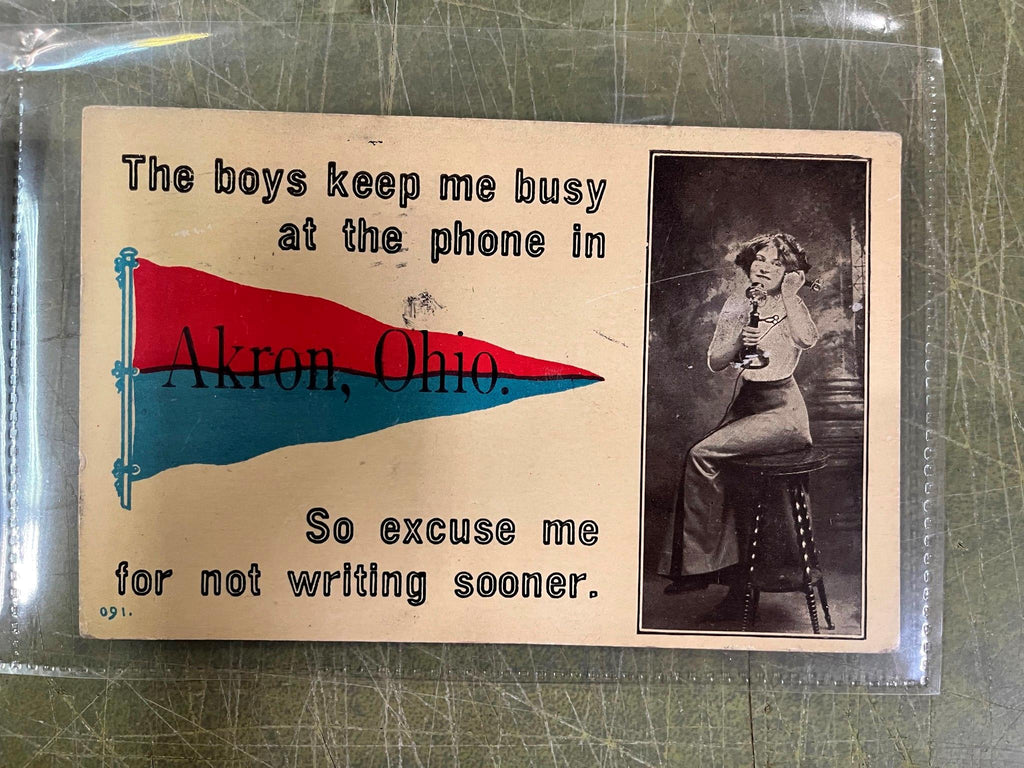 The boys keep me busy
at the phone in
Akron, Ohio.
So excuse me
for not writing sooner.
091.